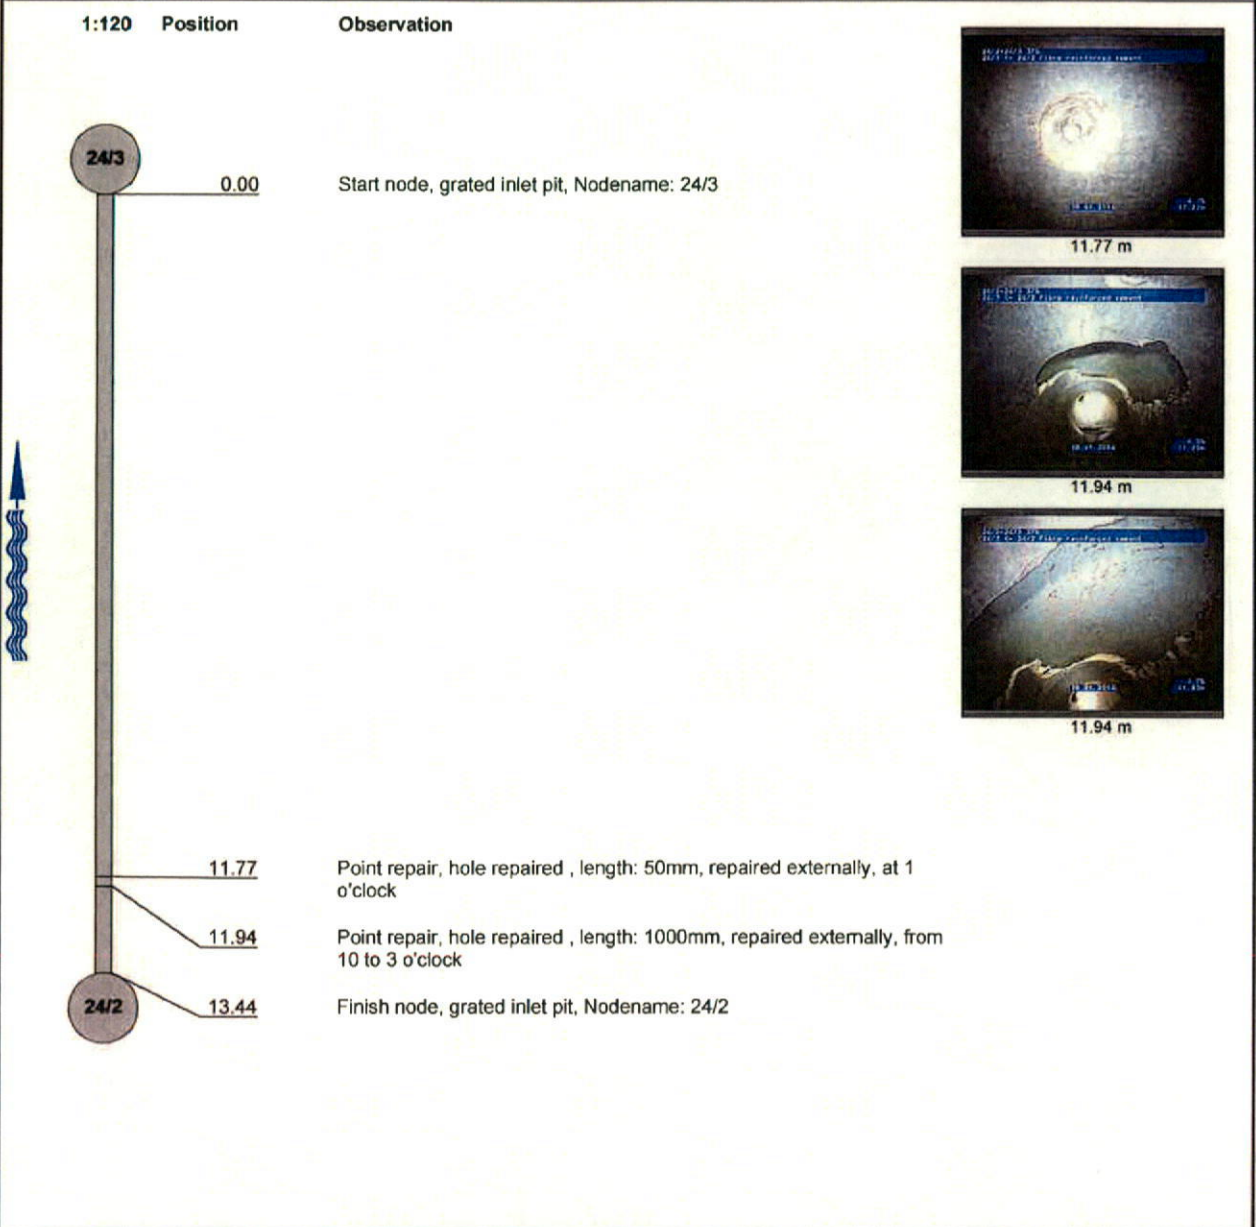 1:120 Position Observation
24/3
0.00 Start node, grated inlet pit, Nodename: 24/3
11.77 m
11.94 m
11.94 m
11.77 Point repair, hole repaired , length: 50mm, repaired externally, at 1
o'clock
11.94 Point repair, hole repaired , length: 1000mm, repaired externally, from
10 to 3 o'clock
24/2
13.44 Finish node, grated inlet pit, Nodename: 24/2